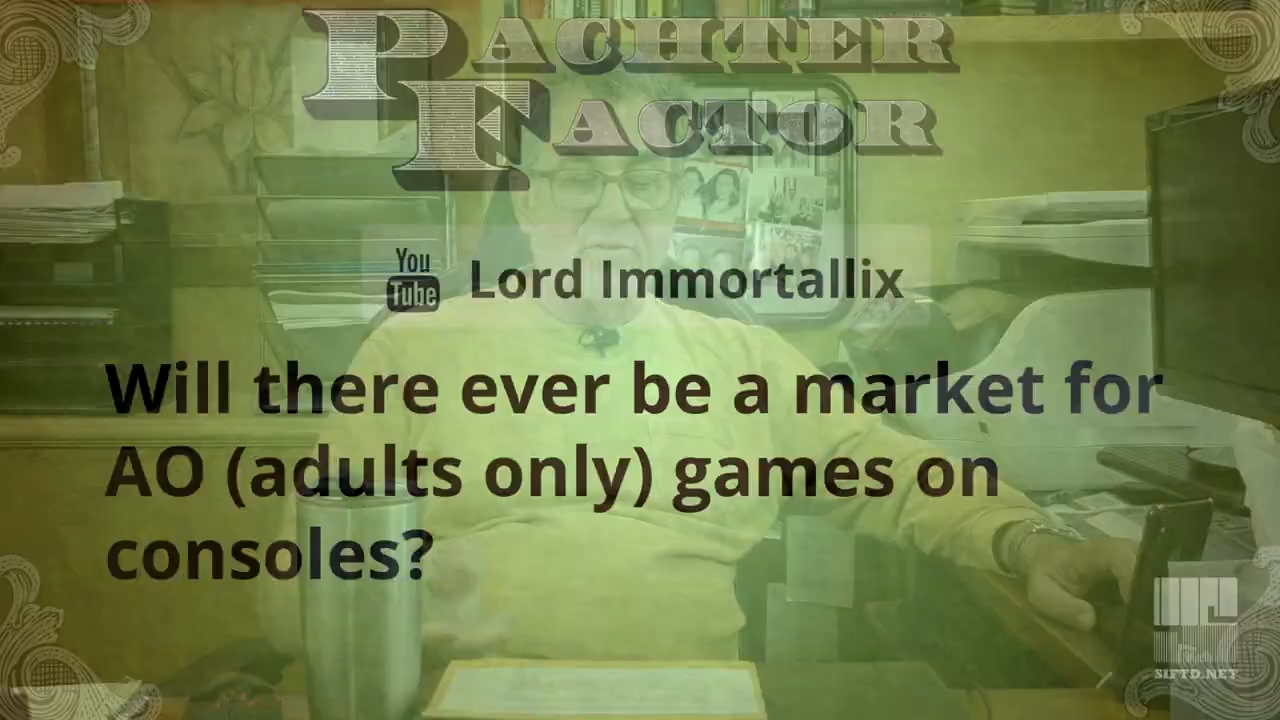 PACHTER
FACTOR
You
Tube
Lord Immortallix
Will there ever be a market for
AO (adults only) games on
consoles?
SIFTD.NET